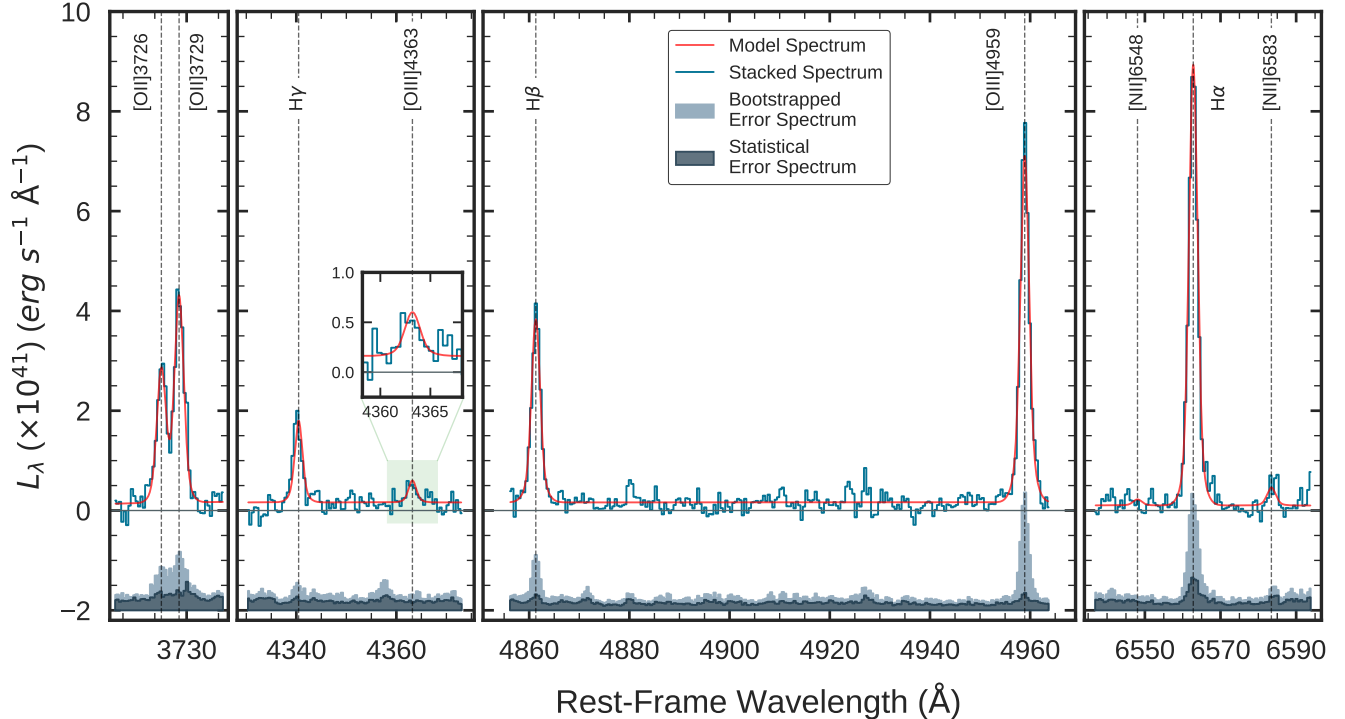 10
8
6
4
2
0
−2
L_λ (×10^41) (erg s^−1 Å^−1)
[OII]3726
[OII]3729
Hγ
[OIII]4363
Hβ
[OIII]4959
[NII]6548
Hα
[NII]6583
Model Spectrum
Stacked Spectrum
Bootstrapped
Error Spectrum
Statistical
Error Spectrum
1.0
0.5
0.0
4360 4365
3730 4340 4360 4860 4880 4900 4920 4940 4960 6550 6570 6590
Rest-Frame Wavelength (Å)